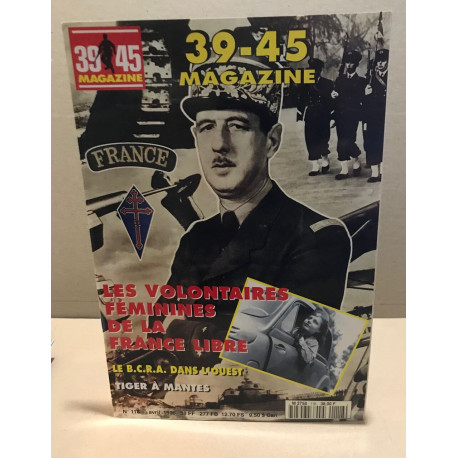 39 45
MAGAZINE
39-45
MAGAZINE
FRANCE
LES VOLONTAIRES
FÉMININES
DE LA
FRANCE LIBRE
LE B.C.R.A. DANS L'OUEST
TIGER À MANTES